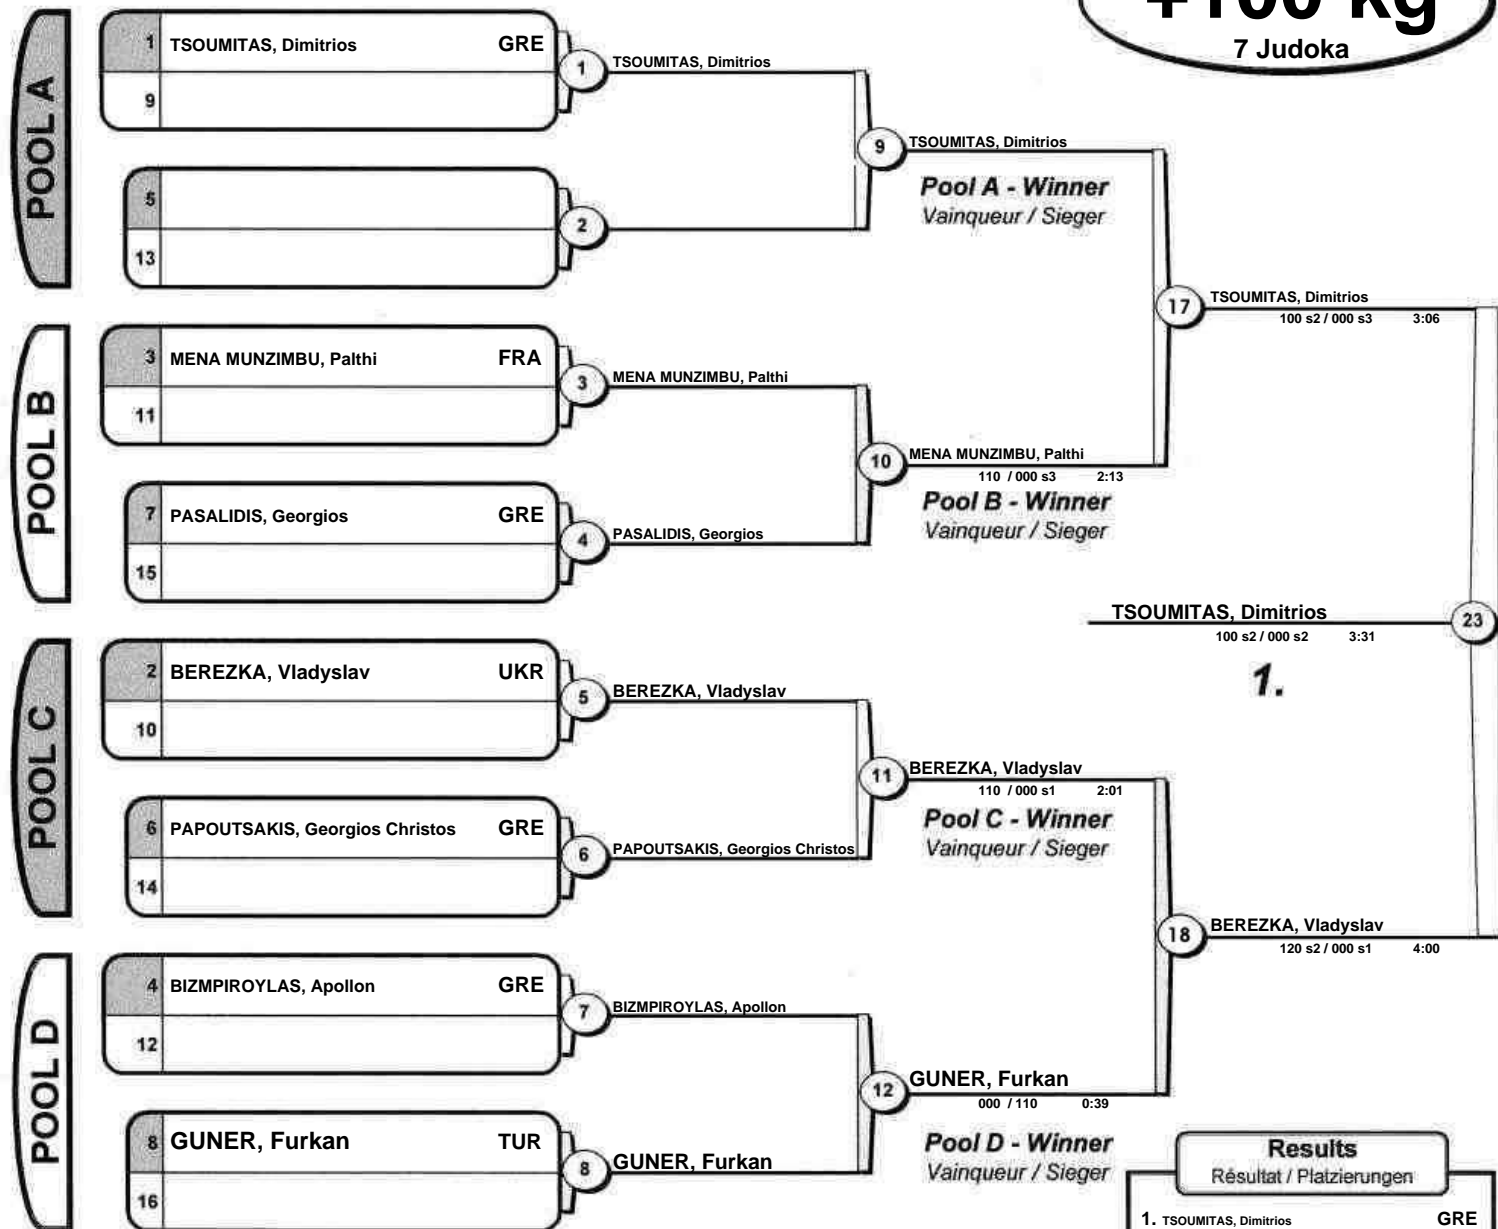 +100 kg
7 Judoka
POOL A
1 TSOUMITAS, Dimitrios GRE
9
5
13
1
TSOUMITAS, Dimitrios
2
9
TSOUMITAS, Dimitrios
Pool A - Winner
Vainqueur / Sieger
POOL B
3 MENA MUNZIMBU, Palthi FRA
11
7 PASALIDIS, Georgios GRE
15
3
MENA MUNZIMBU, Palthi
4
PASALIDIS, Georgios
10
MENA MUNZIMBU, Palthi
110 / 000 s3 2:13
Pool B - Winner
Vainqueur / Sieger
17
TSOUMITAS, Dimitrios
100 s2 / 000 s3 3:06
TSOUMITAS, Dimitrios
100 s2 / 000 s2 3:31
23
1.
POOL C
2 BEREZKA, Vladyslav UKR
10
6 PAPOUTSAKIS, Georgios Christos GRE
14
5
BEREZKA, Vladyslav
6
PAPOUTSAKIS, Georgios Christos
11
BEREZKA, Vladyslav
110 / 000 s1 2:01
Pool C - Winner
Vainqueur / Sieger
18
BEREZKA, Vladyslav
120 s2 / 000 s1 4:00
POOL D
4 BIZMPIROYLAS, Apollon GRE
12
8 GUNER, Furkan TUR
16
7
BIZMPIROYLAS, Apollon
8
GUNER, Furkan
12
GUNER, Furkan
000 / 110 0:39
Pool D - Winner
Vainqueur / Sieger
Results
Résultat / Platzierungen
1. TSOUMITAS, Dimitrios GRE